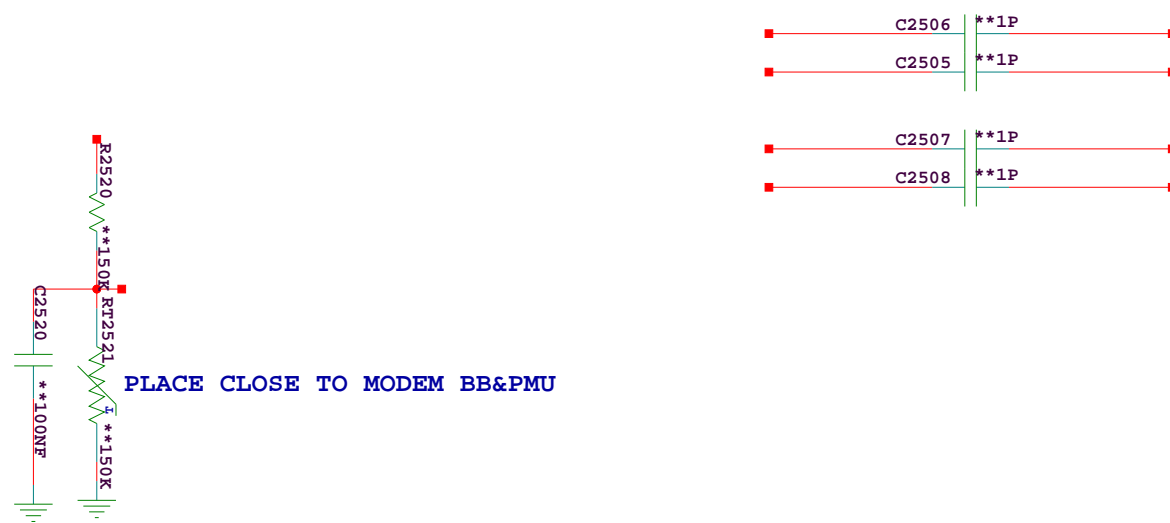 C2506 **1P
C2505 **1P
C2507 **1P
C2508 **1P
R2520
**150K
C2520
**100NF
RT2521
T
**150K
PLACE CLOSE TO MODEM BB&PMU